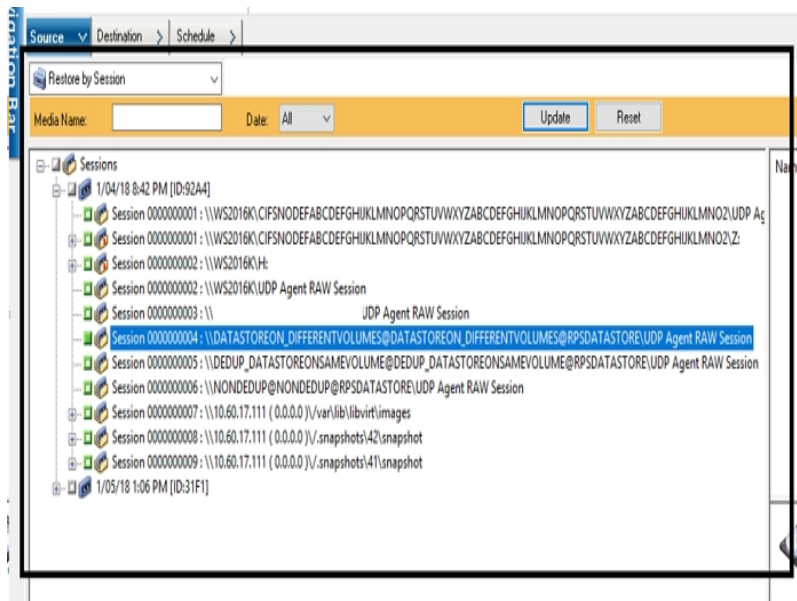 vigation Bar
Source Destination > Schedule >
Restore by Session
Media Name: Date: All Update Reset
Sessions
1/04/18 8:42 PM [ID:92A4]
Session 0000000001 : \\WS2016K\CIFSNODEFABCDEFGHIJKLMNOPQRSTUVWXYZABCDEFGHIJKLMNOPQRSTUVWXYZABCDEFGHIJKLMNO2\UDP Ag
Session 0000000001 : \\WS2016K\CIFSNODEFABCDEFGHIJKLMNOPQRSTUVWXYZABCDEFGHIJKLMNOPQRSTUVWXYZABCDEFGHIJKLMNO2\Z:
Session 0000000002 : \\WS2016K\H:
Session 0000000002 : \\WS2016K\UDP Agent RAW Session
Session 0000000003 : \\ UDP Agent RAW Session
Session 0000000004 : \\DATASTOREON_DIFFERENTVOLUMES@DATASTOREON_DIFFERENTVOLUMES@RPSDATASTORE\UDP Agent RAW Session
Session 0000000005 : \\DEDUP_DATASTOREONSAMEVOLUME@DEDUP_DATASTOREONSAMEVOLUME@RPSDATASTORE\UDP Agent RAW Session
Session 0000000006 : \\NONDEDUP@NONDEDUP@RPSDATASTORE\UDP Agent RAW Session
Session 0000000007 : \\10.60.17.111 ( 0.0.0.0 )\/var\lib\libvirt\images
Session 0000000008 : \\10.60.17.111 ( 0.0.0.0 )\/.snapshots\42\snapshot
Session 0000000009 : \\10.60.17.111 ( 0.0.0.0 )\/.snapshots\41\snapshot
1/05/18 1:06 PM [ID:31F1]
Nam